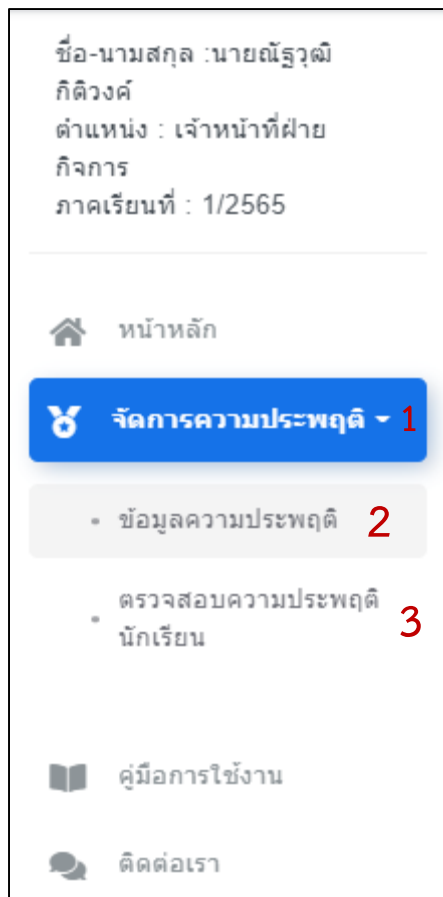 ชื่อ-นามสกุล :นายณัฐวุฒิ
กิติวงค์
ตำแหน่ง : เจ้าหน้าที่ฝ่าย
กิจการ
ภาคเรียนที่ : 1/2565
หน้าหลัก
จัดการความประพฤติ 1
ข้อมูลความประพฤติ 2
ตรวจสอบความประพฤติ
นักเรียน 3
คู่มือการใช้งาน
ติดต่อเรา